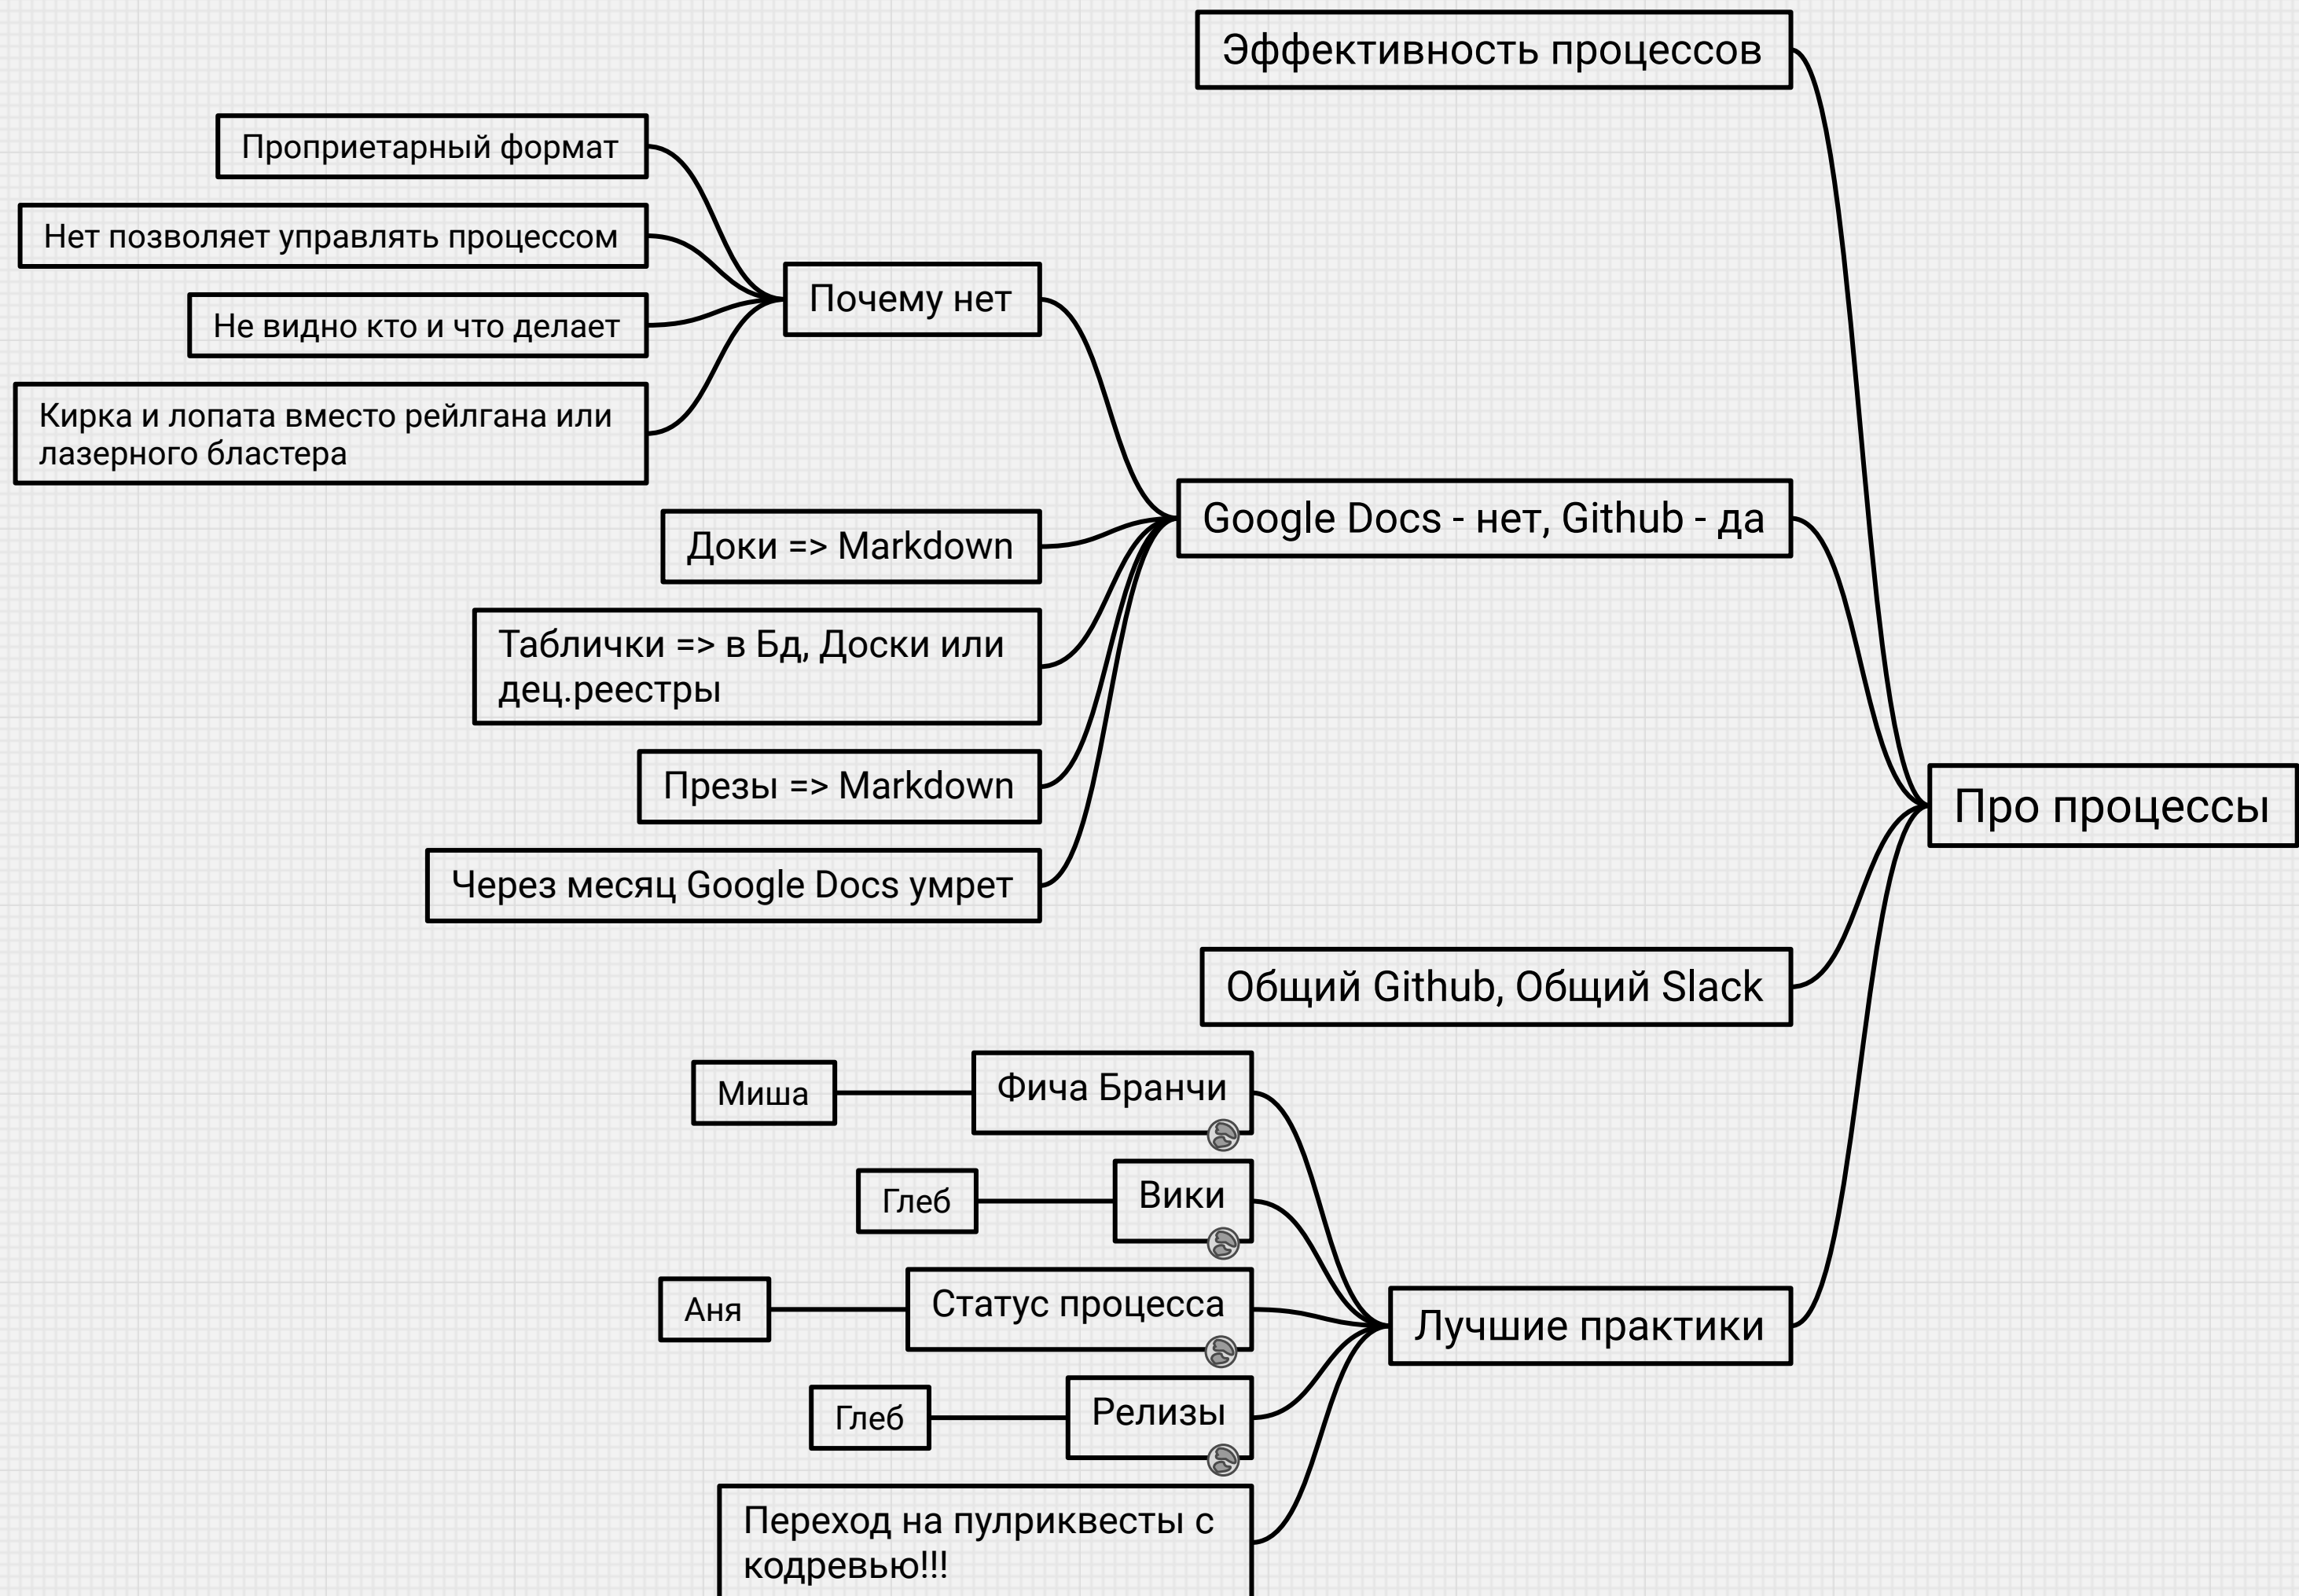 Эффективность процессов
Проприетарный формат
Нет позволяет управлять процессом
Не видно кто и что делает
Кирка и лопата вместо рейлгана или
лазерного бластера
Почему нет
Доки => Markdown
Таблички => в Бд, Доски или
дец.реестры
Презы => Markdown
Через месяц Google Docs умрет
Google Docs - нет, Github - да
Общий Github, Общий Slack
Про процессы
Миша
Фича Бранчи
Глеб
Вики
Аня
Статус процесса
Глеб
Релизы
Переход на пулриквесты с
кодревью!!!
Лучшие практики